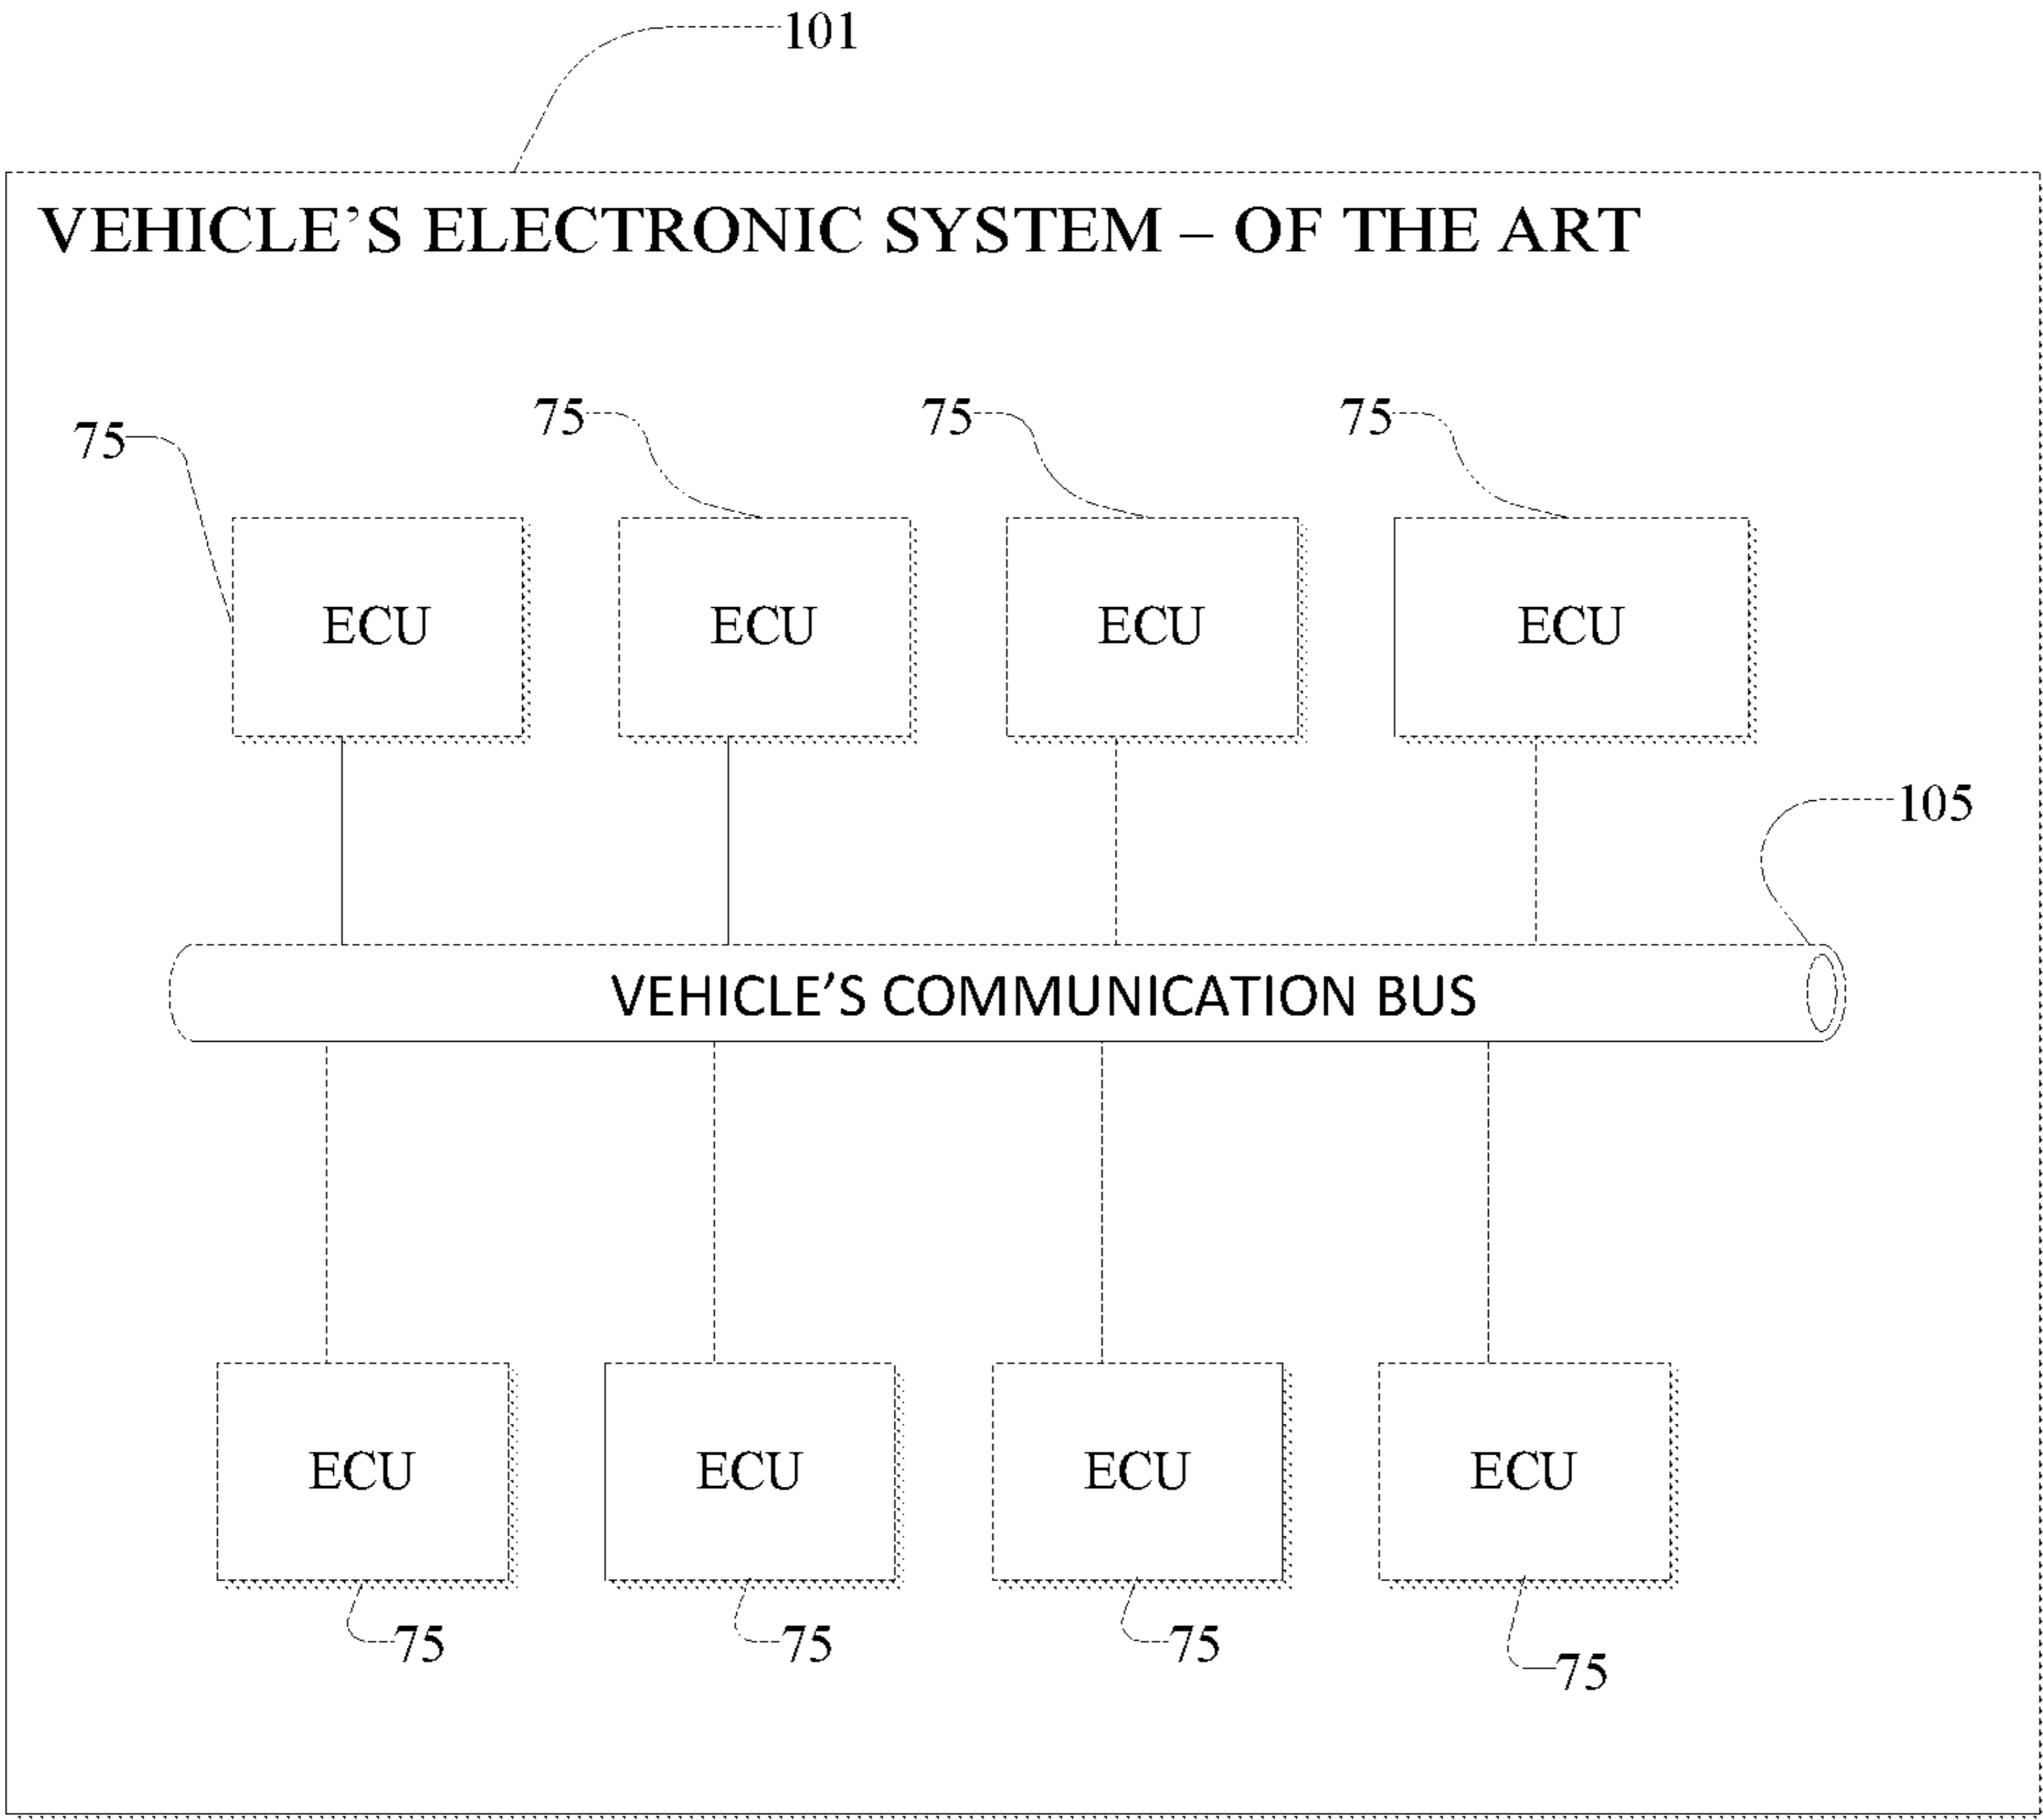 101
VEHICLE’S ELECTRONIC SYSTEM – OF THE ART
75 75 75 75
ECU ECU ECU ECU
105
VEHICLE’S COMMUNICATION BUS
ECU ECU ECU ECU
75 75 75 75